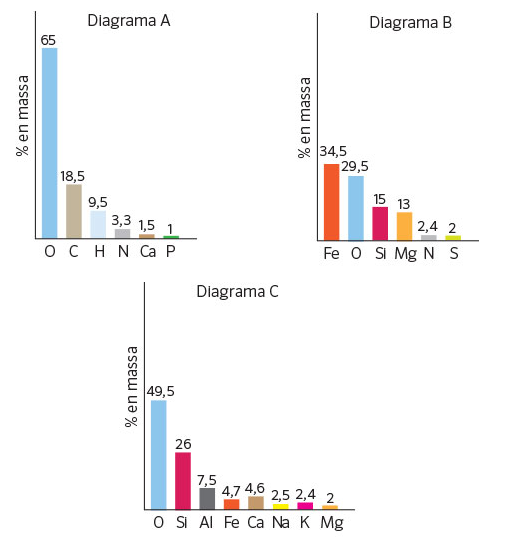 Diagrama A
% en massa
65
18,5
9,5
3,3
1,5
1
O C H N Ca P
Diagrama B
% en massa
34,5
29,5
15
13
2,4
2
Fe O Si Mg N S
Diagrama C
% en massa
49,5
26
7,5
4,7
4,6
2,5
2,4
2
O Si Al Fe Ca Na K Mg